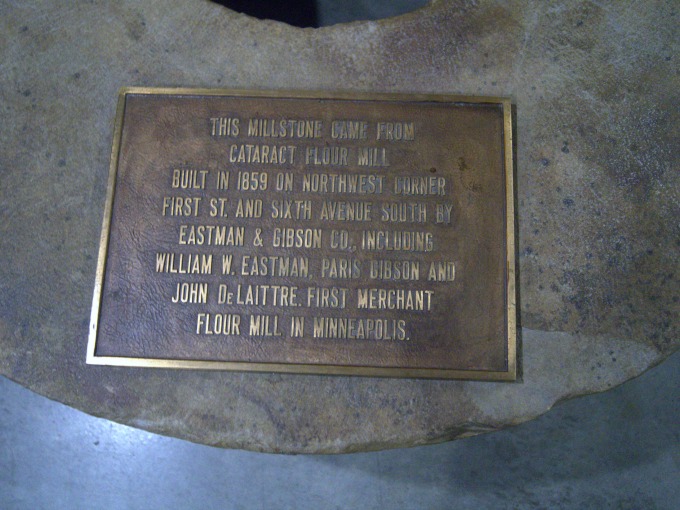 THIS MILLSTONE CAME FROM
CATARACT FLOUR MILL
BUILT IN 1859 ON NORTHWEST CORNER
FIRST ST. AND SIXTH AVENUE SOUTH BY
EASTMAN & GIBSON CO., INCLUDING
WILLIAM W. EASTMAN, PARIS GIBSON AND
JOHN DeLAITTRE. FIRST MERCHANT
FLOUR MILL IN MINNEAPOLIS.